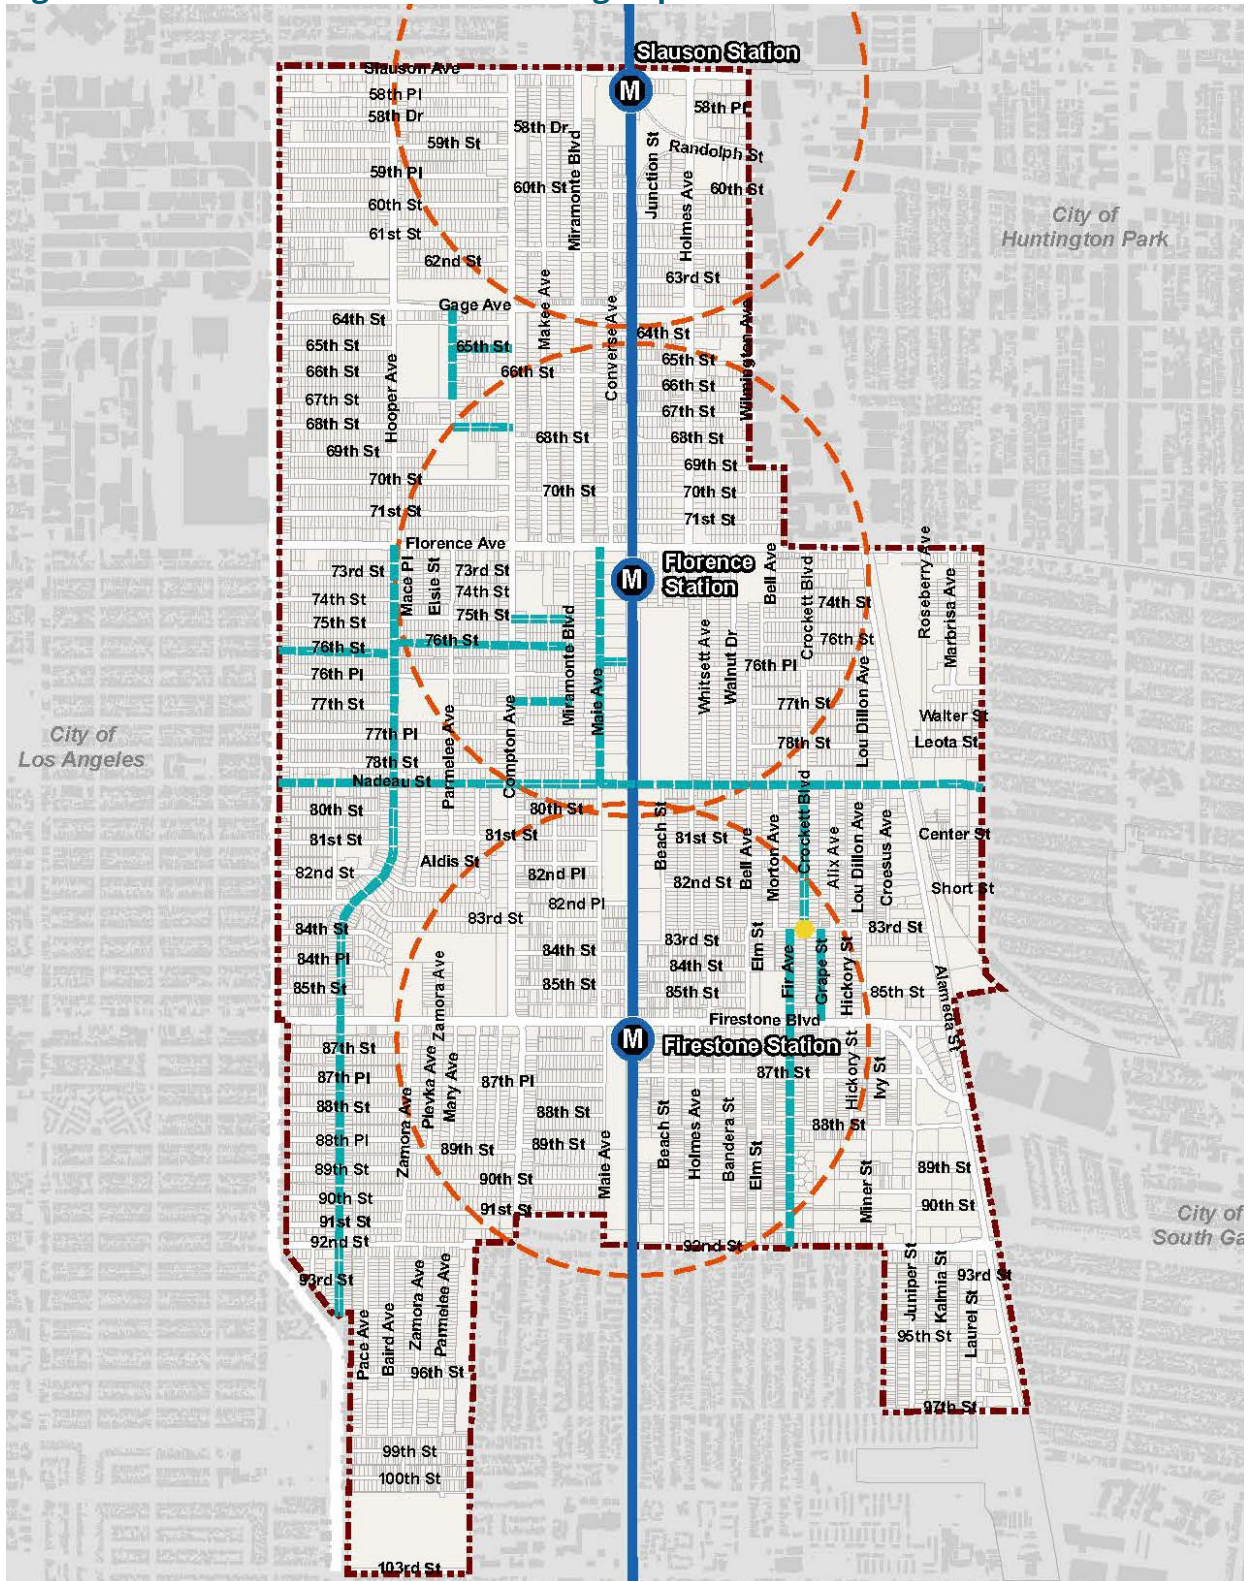 Slauson Station
Slauson Ave
58th Pl
58th Dr
58th Pl
58th Dr
59th St
Miramonte Blvd
Junction St
Randolph St
59th Pl
60th St
60th St
Holmes Ave
60th St
61st St
62nd St
63rd St
City of
Huntington Park
Gage Ave
Makee Ave
Converse Ave
64th St
64th St
Wilmington Ave
65th St
65th St
65th St
66th St
66th St
66th St
Hooper Ave
67th St
67th St
68th St
68th St
68th St
69th St
69th St
70th St
70th St
70th St
71st St
71st St
Florence Ave
M
Florence
Station
73rd St
Mace Pl
Elsie St
73rd St
Bell Ave
Crockett Blvd
Roseberry Ave
Marbrisa Ave
74th St
74th St
74th St
75th St
75th St
76th St
76th St
76th St
Miramonte Blvd
Maie Ave
Whitsett Ave
Walnut Dr
76th Pl
76th Pl
Lou Dillon Ave
77th St
77th St
Walter St
City of
Los Angeles
77th Pl
Parmelee Ave
Compton Ave
78th St
78th St
Leota St
Nadeau St
80th St
80th St
Beach St
Crockett Blvd
81st St
81st St
81st St
Bell Ave
Morton Ave
Alix Ave
Lou Dillon Ave
Croesus Ave
Center St
82nd St
Aldis St
82nd Pl
82nd St
Short St
82nd Pl
83rd St
84th St
83rd St
Elm St
83rd St
84th Pl
Zamora Ave
84th St
84th St
Fir Ave
Grape St
Hickory St
85th St
85th St
85th St
85th St
Alameda St
Firestone Blvd
M
Firestone Station
87th St
Plevka Ave
Mary Ave
87th St
Hickory St
Ivy St
87th Pl
87th Pl
88th St
Zamora Ave
88th St
Beach St
Holmes Ave
Bandera St
Elm St
88th St
88th Pl
89th St
89th St
Maie Ave
89th St
89th St
90th St
90th St
Miner St
90th St
91st St
91st St
92nd St
92nd St
City of
93rd St
Pace Ave
Baird Ave
Zamora Ave
Parmelee Ave
Juniper St
Kalmia St
Laurel St
93rd St
95th St
96th St
97th St
99th St
100th St
103rd St
M